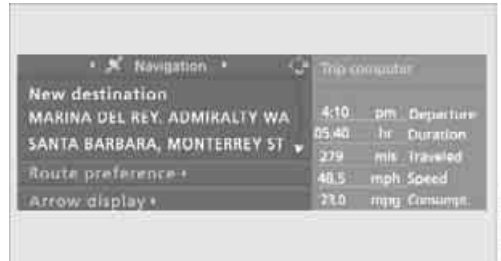 Navigation
New destination
MARINA DEL REY, ADMIRALTY WA
SANTA BARBARA, MONTERREY ST
Route preference
Arrow display
Trip computer
4:10 pm Departure
05.40 hr Duration
279 mls Traveled
48.5 mph Speed
23.0 mpg Consumpt.